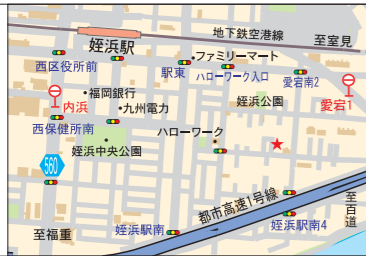 地下鉄空港線
至室見
姪浜駅
ファミリーマート
西区役所前
駅東
ハローワーク入口
愛宕南2
福岡銀行
内浜
九州電力
姪浜公園
愛宕1
西保健所南
ハローワーク
姪浜中央公園
560
都市高速1号線
至百道
至福重
姪浜駅南
姪浜駅南4